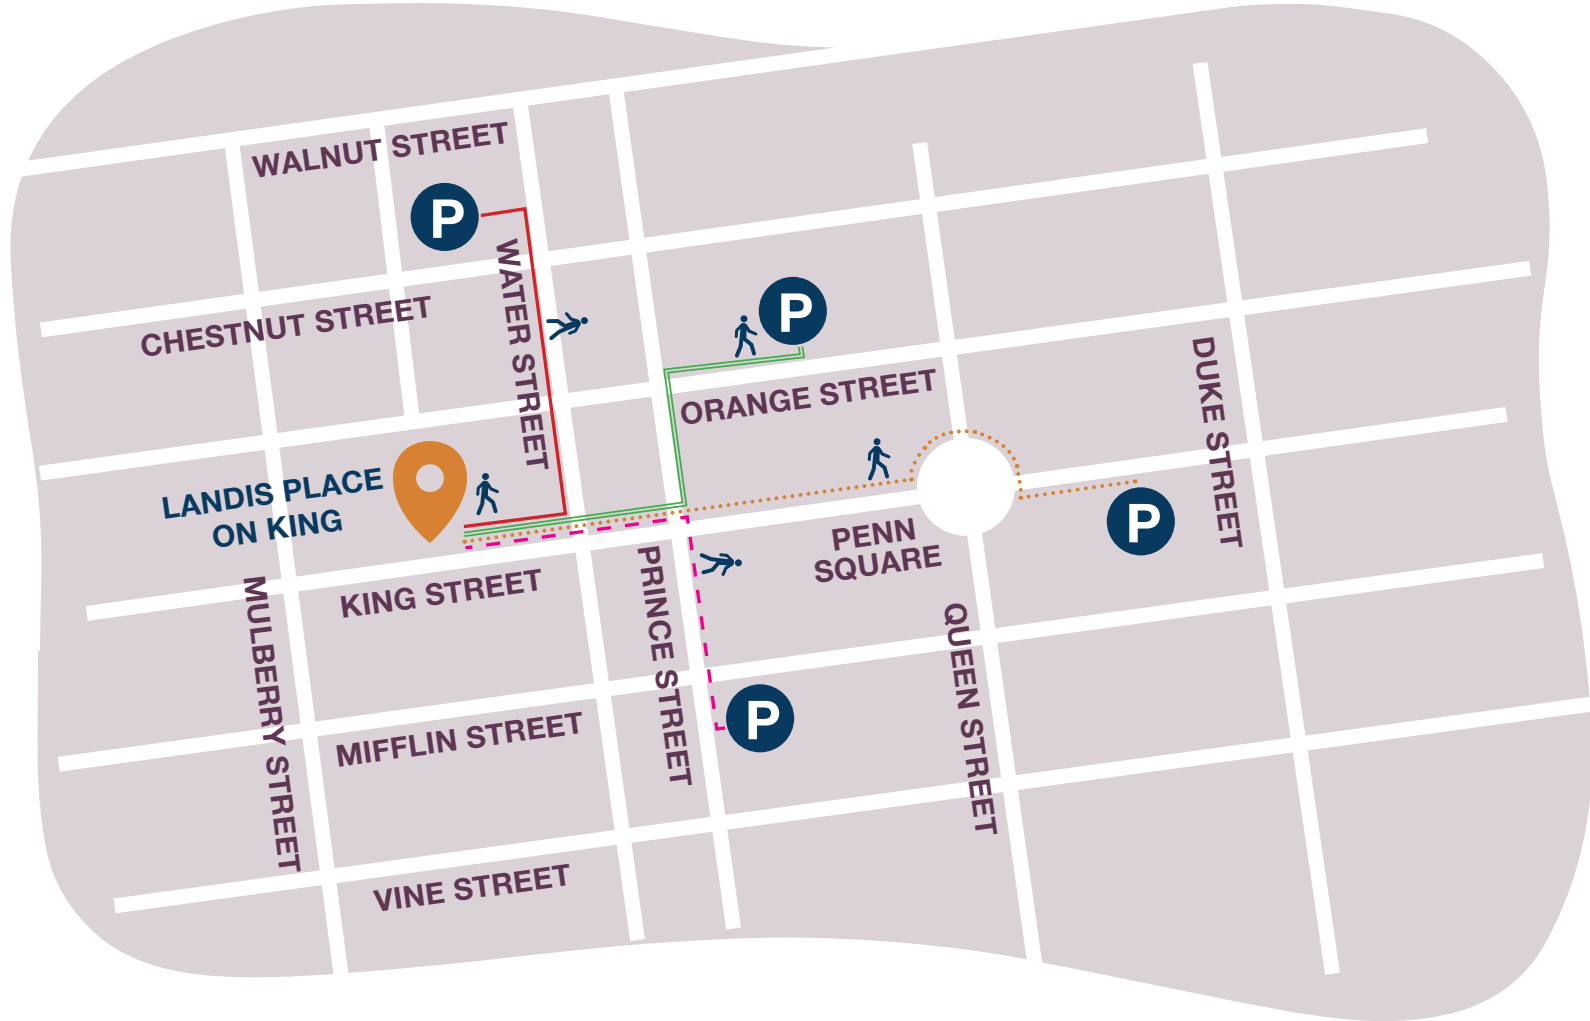 WALNUT STREET
P
WATER STREET
CHESTNUT STREET
P
ORANGE STREET
DUKE STREET
LANDIS PLACE
ON KING
P
PENN
SQUARE
KING STREET
PRINCE STREET
MULBERRY STREET
QUEEN STREET
P
MIFFLIN STREET
VINE STREET